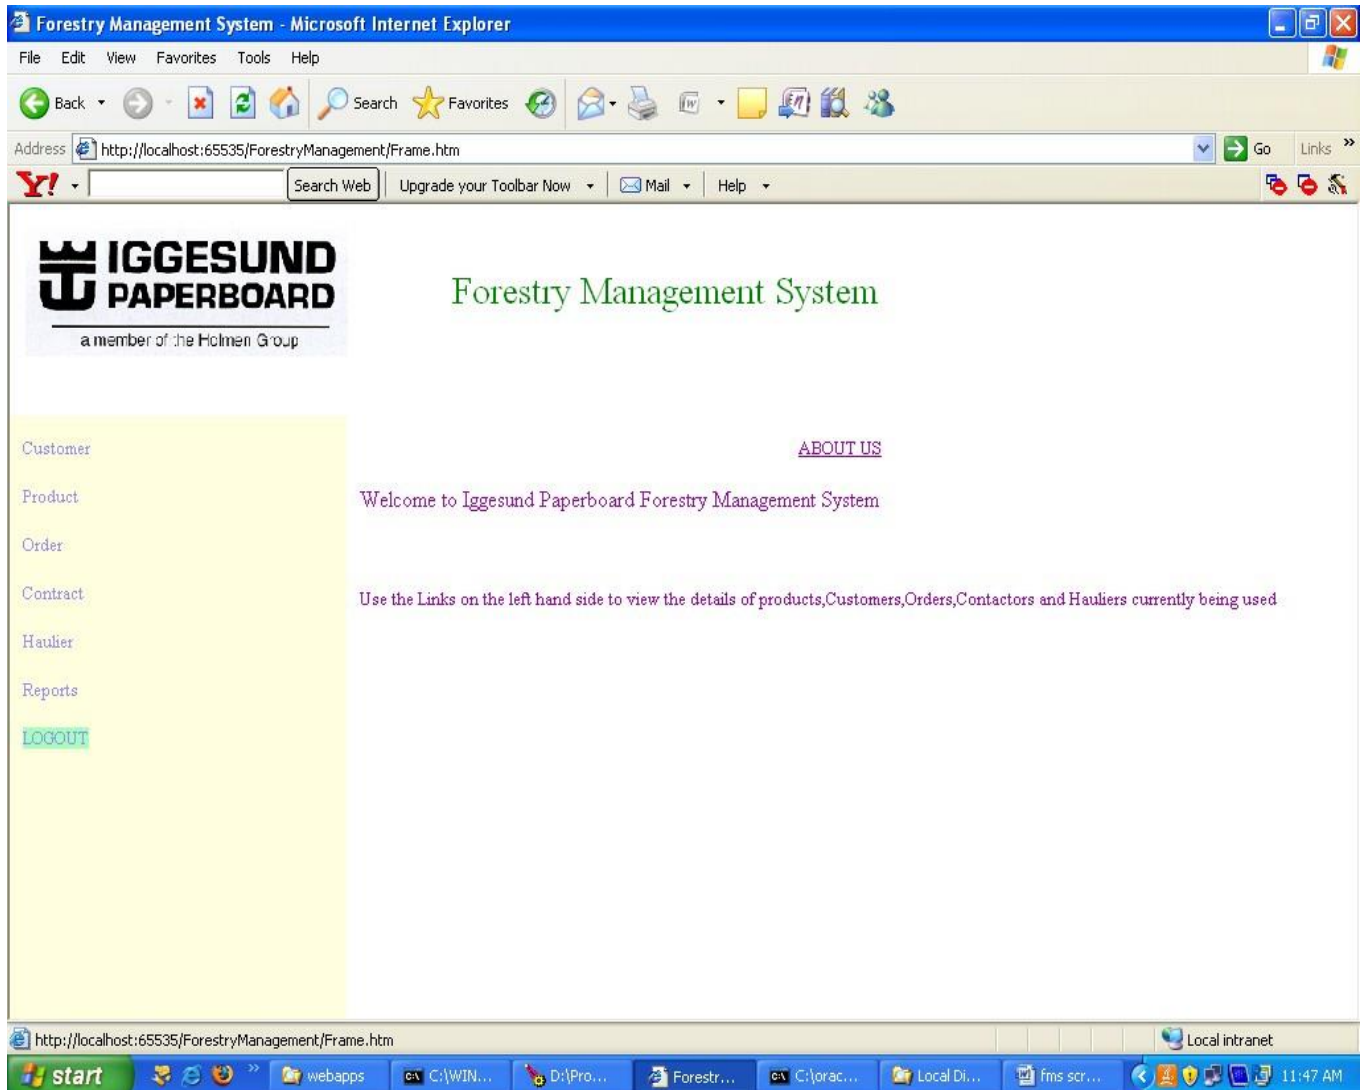 Forestry Management System - Microsoft Internet Explorer
File Edit View Favorites Tools Help
Back Search Favorites
Address http://localhost:65535/ForestryManagement/Frame.htm Go Links »
Y! Search Web Upgrade your Toolbar Now Mail Help
IGGESUND
PAPERBOARD
a member of the Holmen Group
Forestry Management System
Customer
Product
Order
Contract
Haulier
Reports
LOGOUT
ABOUT US
Welcome to Iggesund Paperboard Forestry Management System
Use the Links on the left hand side to view the details of products,Customers,Orders,Contactors and Hauliers currently being used
http://localhost:65535/ForestryManagement/Frame.htm Local intranet
start » webapps C:\WIN... D:\Pro... Forestr... C:\orac... Local Di... fms scr... 11:47 AM